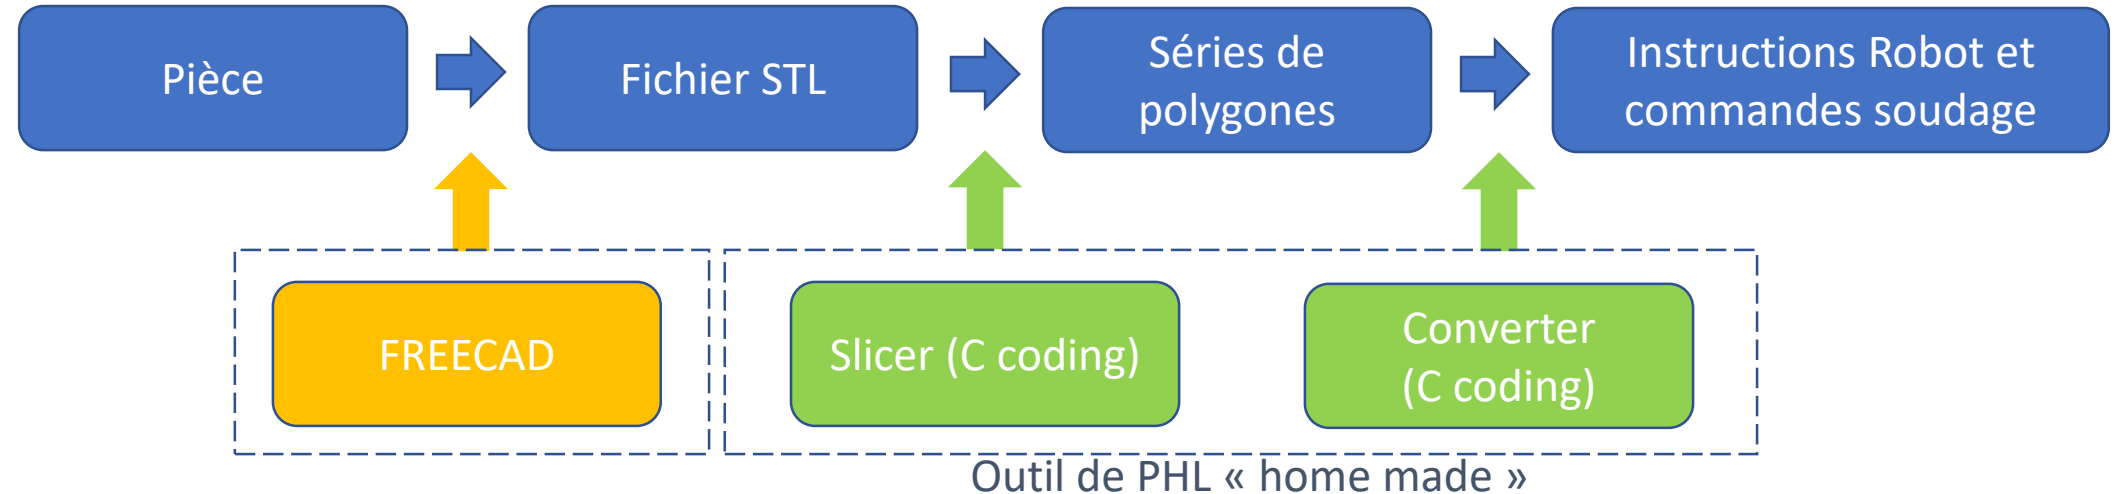 Pièce
Fichier STL
Séries de
polygones
Instructions Robot et
commandes soudage
FREECAD
Slicer (C coding)
Converter
(C coding)
Outil de PHL « home made »